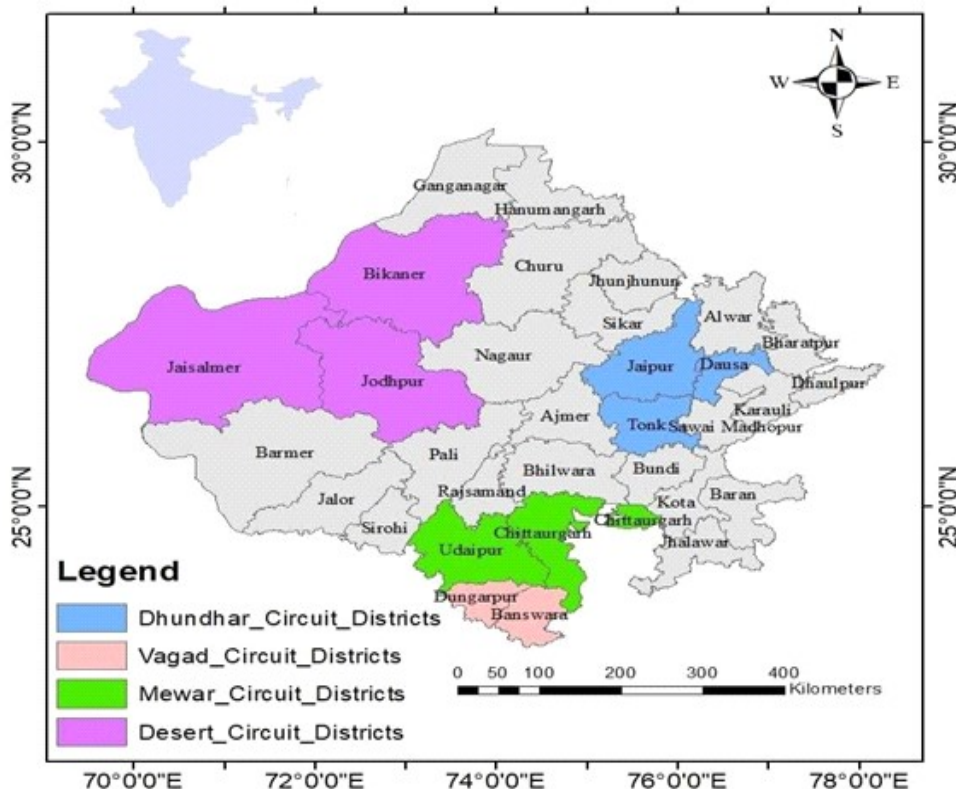 N
W E
S
30°0'0"N
30°0'0"N
Ganganagar
Hanumangarh
Bikaner
Churu
Jhunjhunun
Sikar
Alwar
Bharatpur
Jaisalmer
Jodhpur
Nagaur
Jaipur
Dausa
Dhaulpur
Karauli
Ajmer
Tonk
Sawai Madhopur
Barmer
Pali
Bhilwara
Bundi
Rajsamand
Kota
Baran
Jalor
25°0'0"N
25°0'0"N
Sirohi
Chittaurgarh
Chittaurgarh
Jhalawar
Udaipur
Dungarpur
Banswara
Legend
Dhundhar_Circuit_Districts
Vagad_Circuit_Districts
Mewar_Circuit_Districts
Desert_Circuit_Districts
0 50 100 200 300 400
Kilometers
70°0'0"E 72°0'0"E 74°0'0"E 76°0'0"E 78°0'0"E